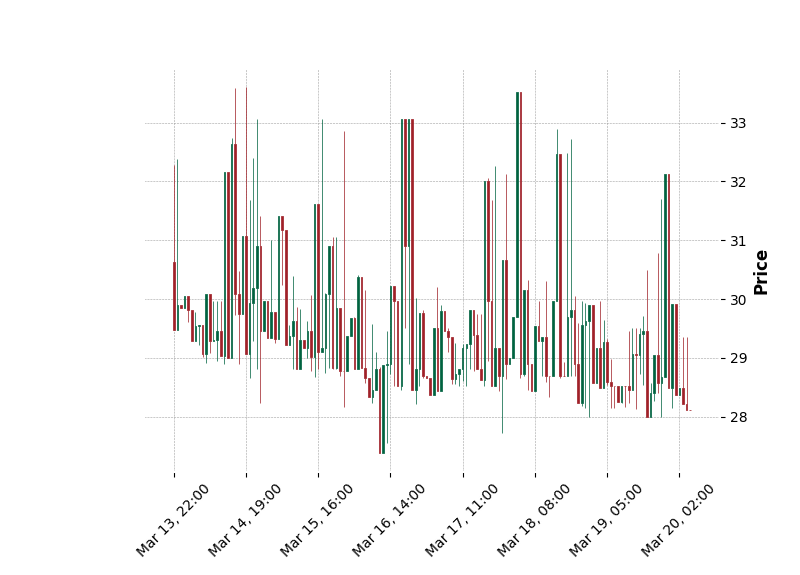 33
32
31
30
29
28
Price
Mar 13, 22:00
Mar 14, 19:00
Mar 15, 16:00
Mar 16, 14:00
Mar 17, 11:00
Mar 18, 08:00
Mar 19, 05:00
Mar 20, 02:00